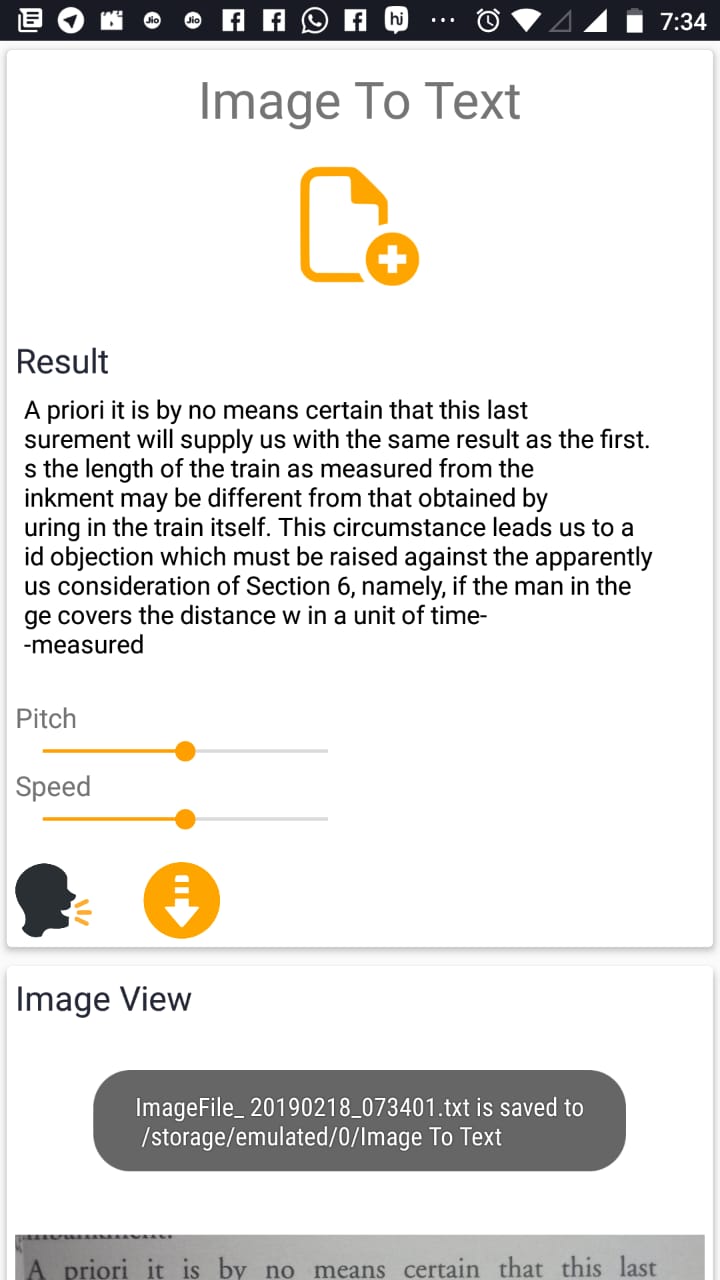 Jio
Jio
hj
7:34
Image To Text
Result
A priori it is by no means certain that this last
surement will supply us with the same result as the first.
s the length of the train as measured from the
inkment may be different from that obtained by
uring in the train itself. This circumstance leads us to a
id objection which must be raised against the apparently
us consideration of Section 6, namely, if the man in the
ge covers the distance w in a unit of time-
-measured
Pitch
Speed
Image View
ImageFile_ 20190218_073401.txt is saved to
/storage/emulated/0/Image To Text
A priori it is by no means certain that this last